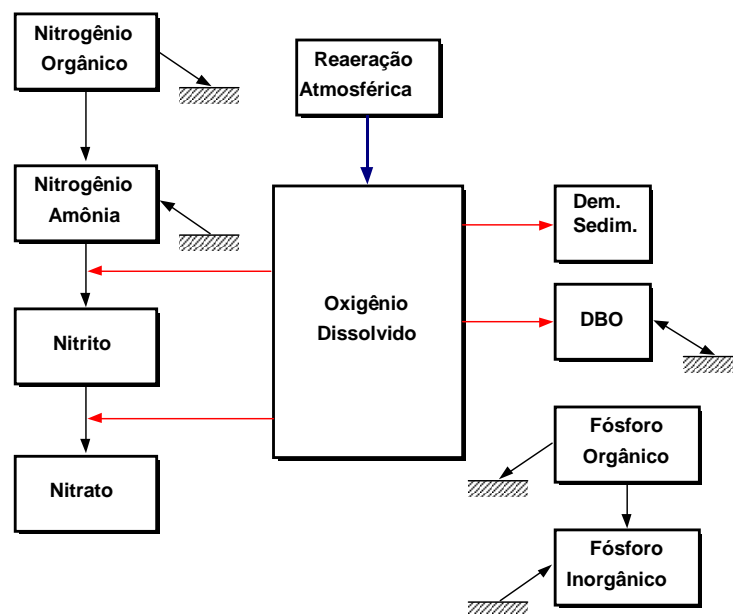 Nitrogênio
Orgânico
Reaeração
Atmosférica
Nitrogênio
Amônia
Dem.
Sedim.
Oxigênio
Dissolvido
DBO
Nitrito
Fósforo
Orgânico
Nitrato
Fósforo
Inorgânico